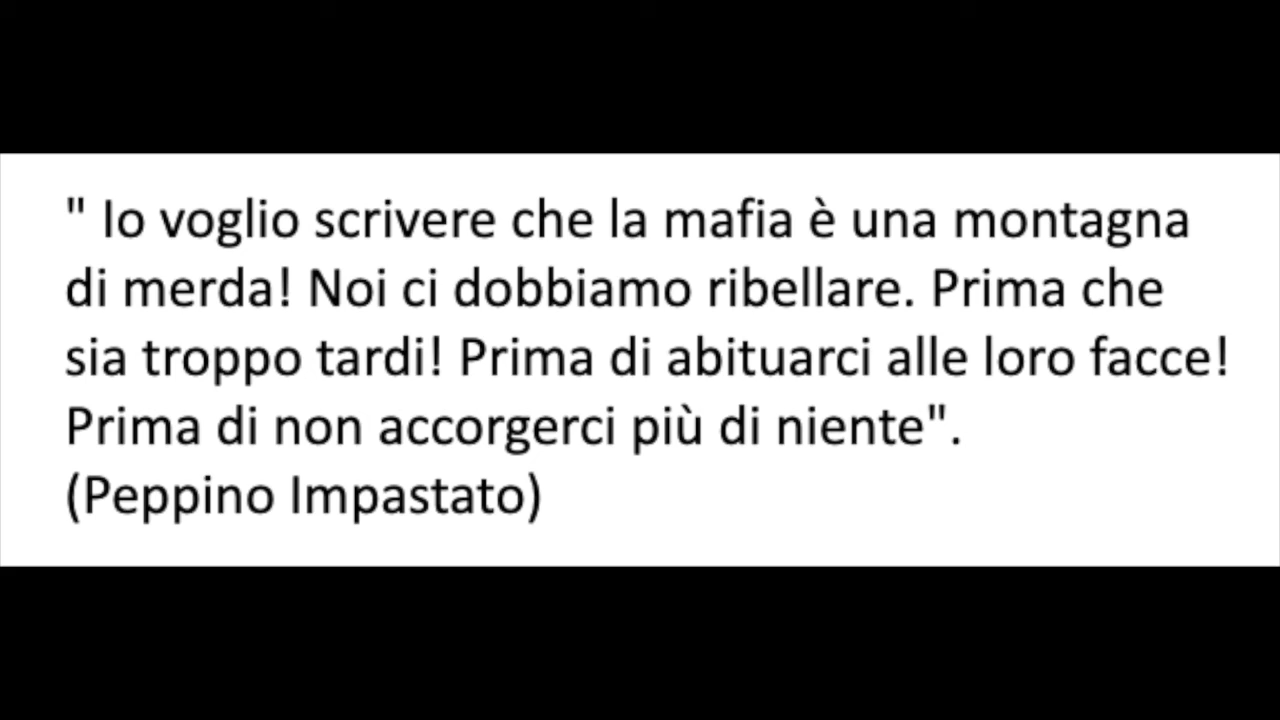 " Io voglio scrivere che la mafia è una montagna
di merda! Noi ci dobbiamo ribellare. Prima che
sia troppo tardi! Prima di abituarci alle loro facce!
Prima di non accorgerci più di niente".
(Peppino Impastato)